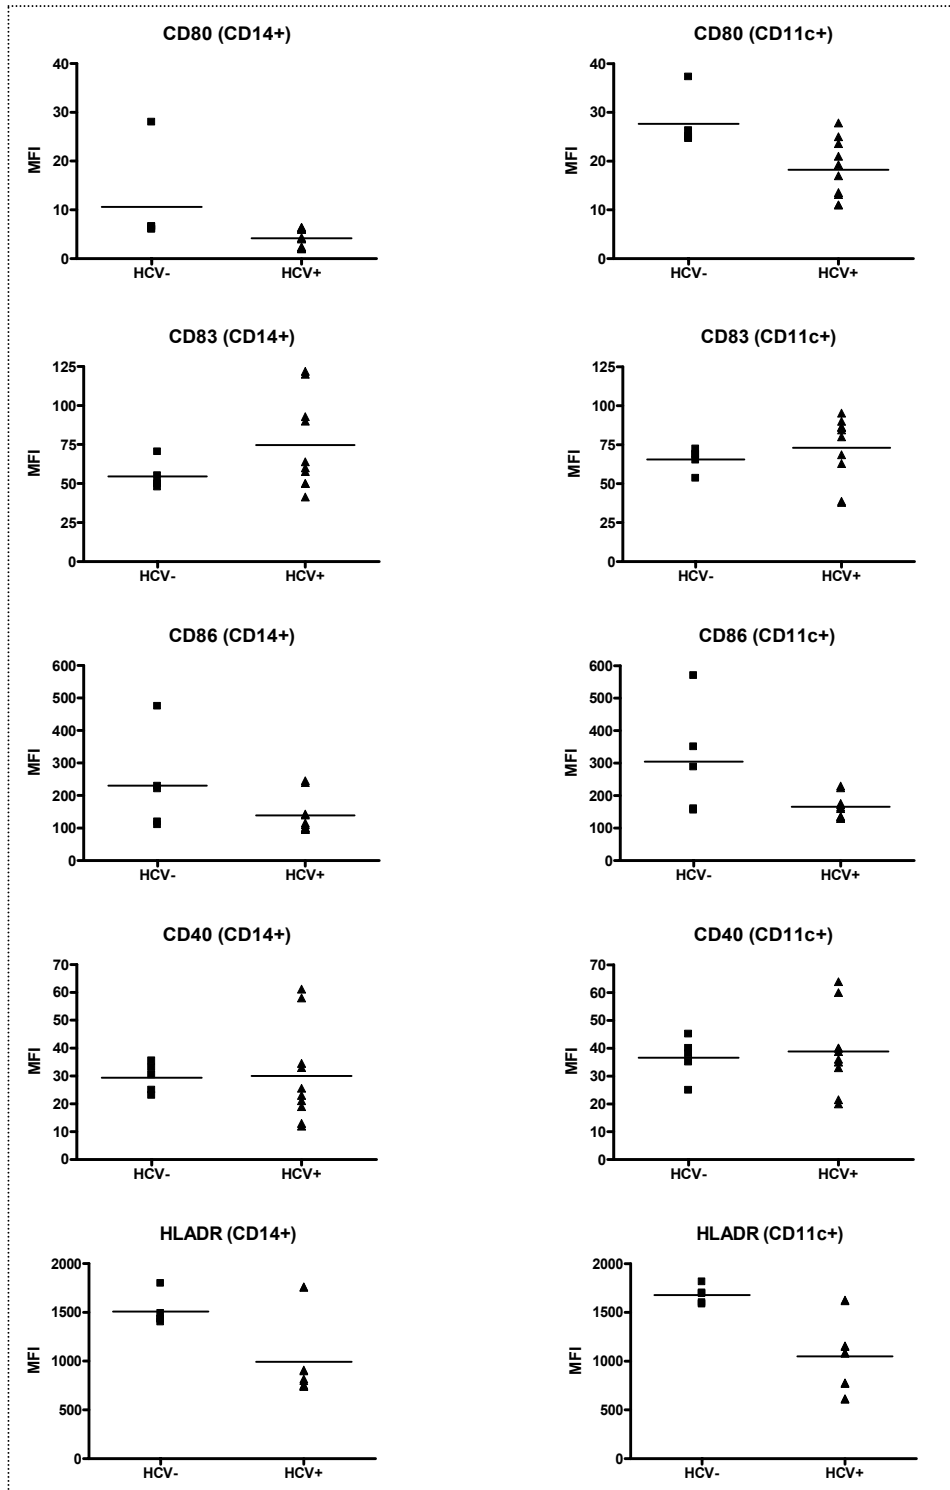 CD80 (CD14+)
40
30
20
10
0
MFI
HCV-
HCV+
CD80 (CD11c+)
40
30
20
10
0
MFI
HCV-
HCV+
CD83 (CD14+)
125
100
75
50
25
0
MFI
HCV-
HCV+
CD83 (CD11c+)
125
100
75
50
25
0
MFI
HCV-
HCV+
CD86 (CD14+)
600
500
400
300
200
100
0
MFI
HCV-
HCV+
CD86 (CD11c+)
600
500
400
300
200
100
0
MFI
HCV-
HCV+
CD40 (CD14+)
70
60
50
40
30
20
10
0
MFI
HCV-
HCV+
CD40 (CD11c+)
70
60
50
40
30
20
10
0
MFI
HCV-
HCV+
HLADR (CD14+)
2000
1500
1000
500
0
MFI
HCV-
HCV+
HLADR (CD11c+)
2000
1500
1000
500
0
MFI
HCV-
HCV+